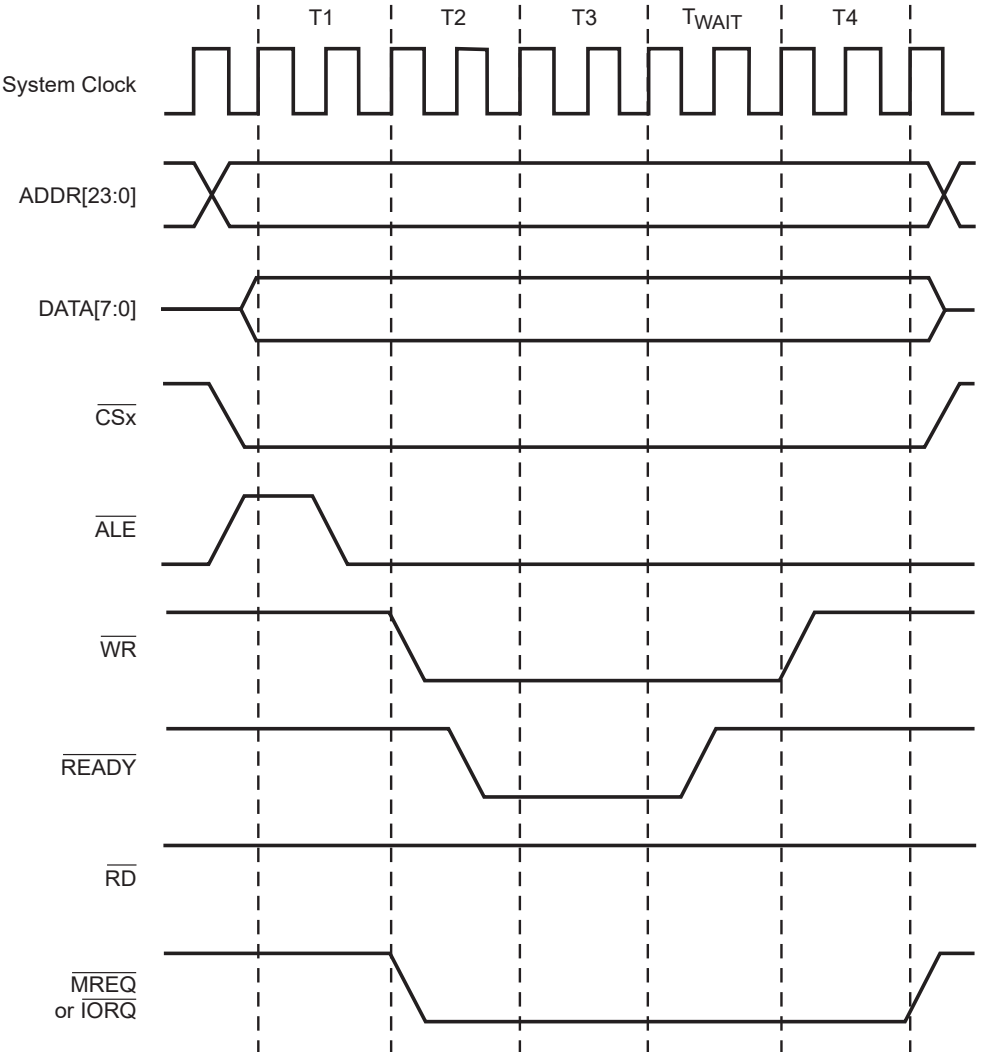 T1 T2 T3 TWAIT T4
System Clock
ADDR[23:0]
DATA[7:0]
CSx
ALE
WR
READY
RD
MREQ
or IORQ